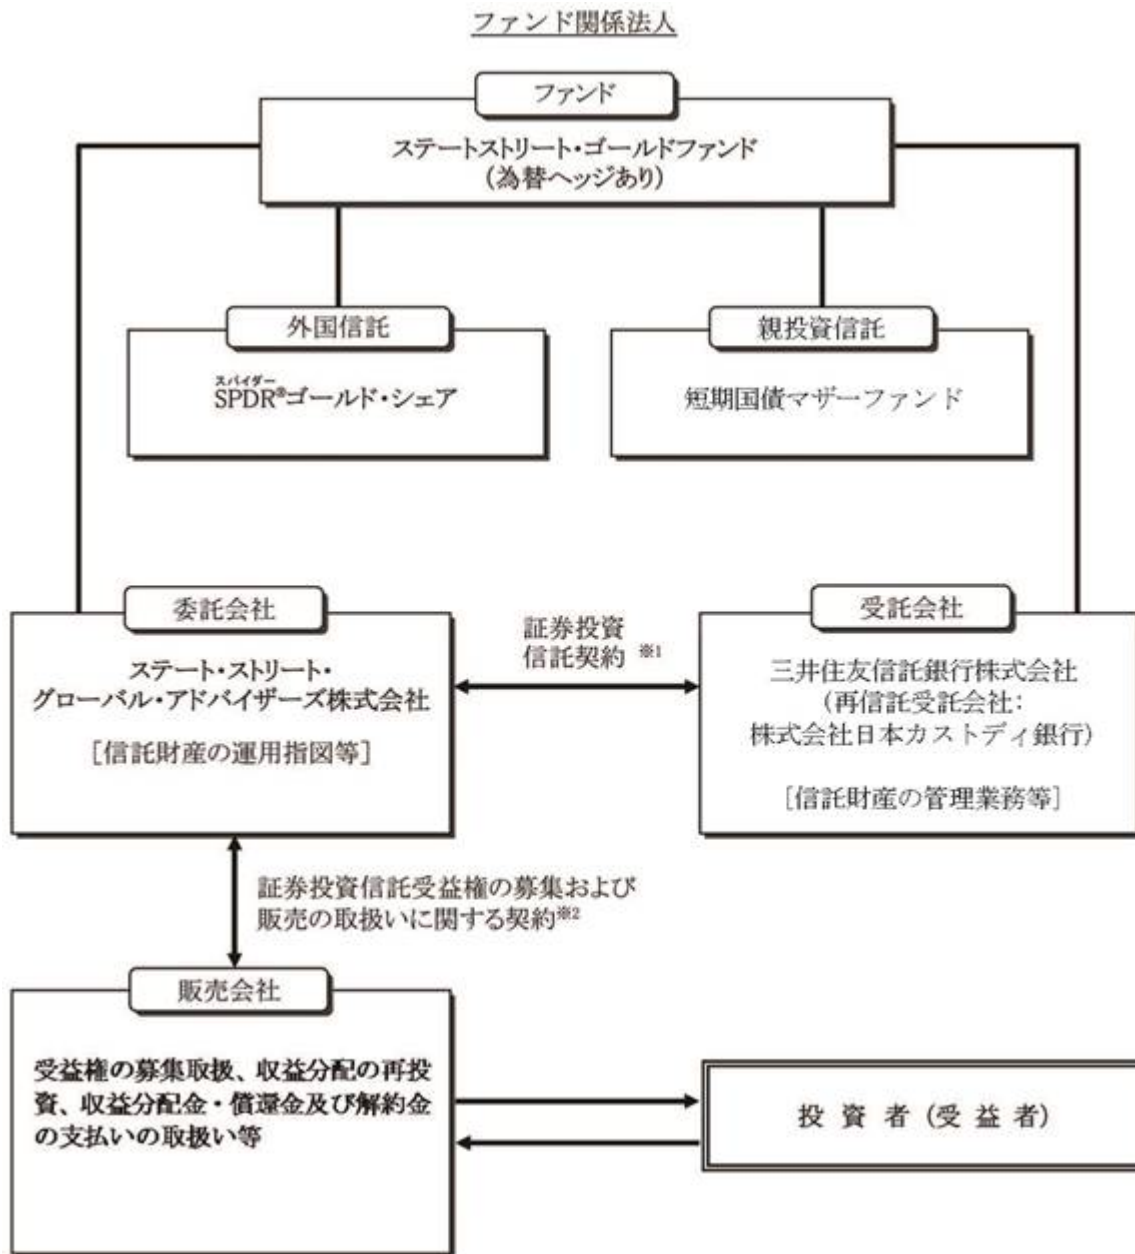 ファンド関係法人
ファンド
ステートストリート・ゴールドファンド
(為替ヘッジあり)
外国信託
スパイダー
SPDR®ゴールド・シェア
親投資信託
短期国債マザーファンド
委託会社
ステート・ストリート・
グローバル・アドバイザーズ株式会社
[信託財産の運用指図等]
証券投資
信託契約 ※1
受託会社
三井住友信託銀行株式会社
(再信託受託会社:
株式会社日本カストディ銀行)
[信託財産の管理業務等]
証券投資信託受益権の募集および
販売の取扱いに関する契約※2
販売会社
受益権の募集取扱、収益分配の再投
資、収益分配金・償還金及び解約金
の支払いの取扱い等
投資者(受益者)